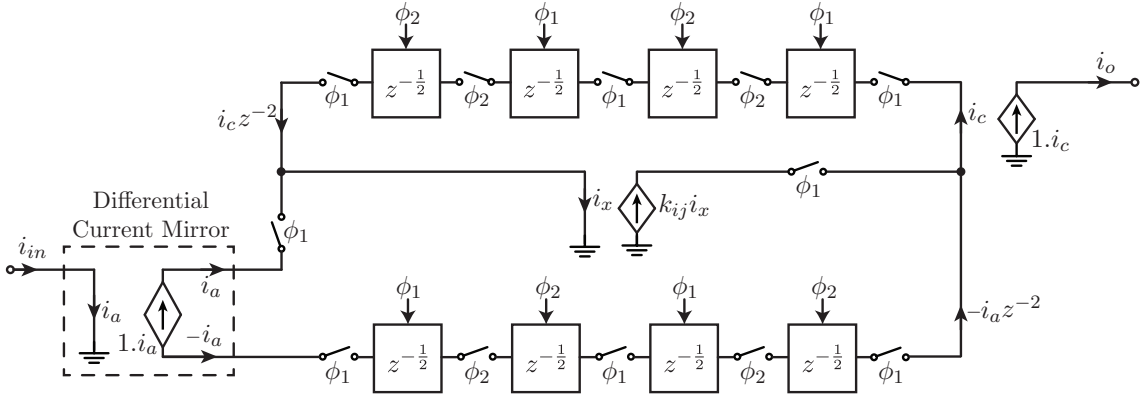 ϕ₂ ϕ₁ ϕ₂ ϕ₁
z^{-1/2} z^{-1/2} z^{-1/2} z^{-1/2}
ϕ₁ ϕ₂ ϕ₁ ϕ₂ ϕ₁
i_o
i_c z^{-2}
i_c
1.i_c
ϕ₁
i_x
k_{ij}i_x
Differential
Current Mirror
ϕ₁
i_{in}
i_a
i_a
1.i_a
-i_a
ϕ₁ ϕ₂ ϕ₁ ϕ₂
-i_a z^{-2}
z^{-1/2} z^{-1/2} z^{-1/2} z^{-1/2}
ϕ₁ ϕ₂ ϕ₁ ϕ₂ ϕ₁